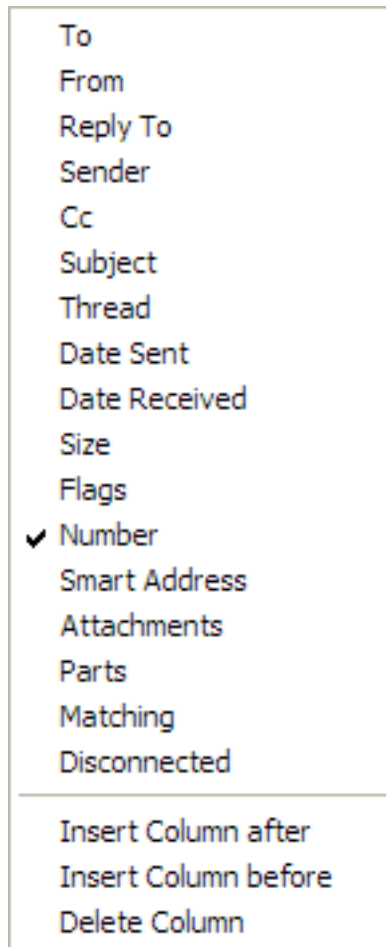 To
From
Reply To
Sender
Cc
Subject
Thread
Date Sent
Date Received
Size
Flags
Number
Smart Address
Attachments
Parts
Matching
Disconnected
Insert Column after
Insert Column before
Delete Column